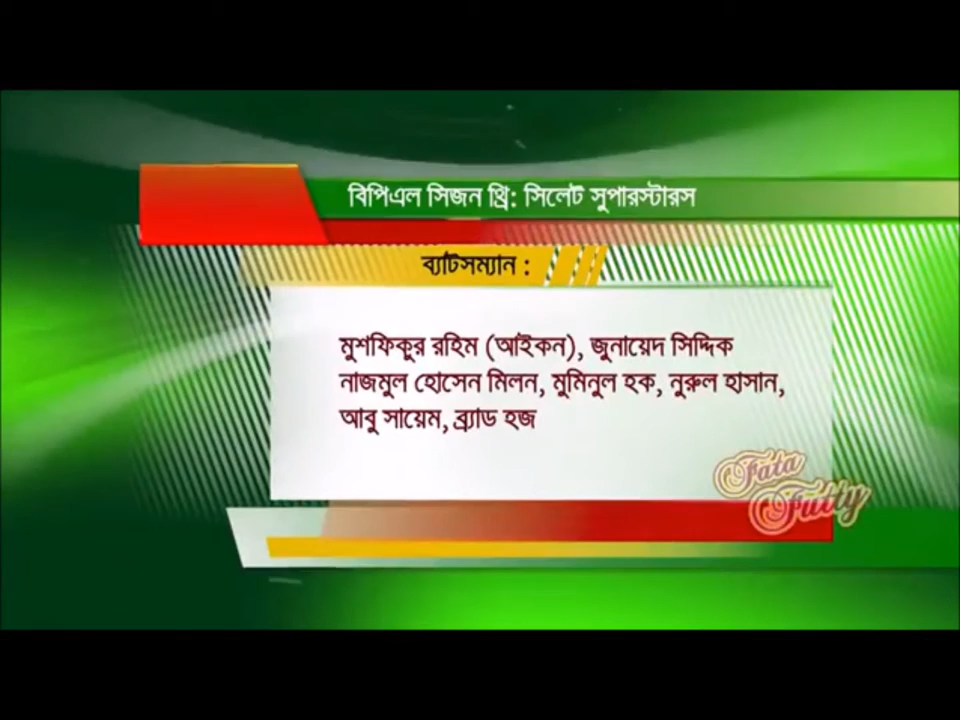 বিপিএল সিজন থ্রি: সিলেট সুপারস্টারস
ব্যাটসম্যান :
মুশফিকুর রহিম (আইকন), জুনায়েদ সিদ্দিক
নাজমুল হোসেন মিলন, মুমিনুল হক, নুরুল হাসান,
আবু সায়েম, ব্র্যাড হজ
Fata
Futty